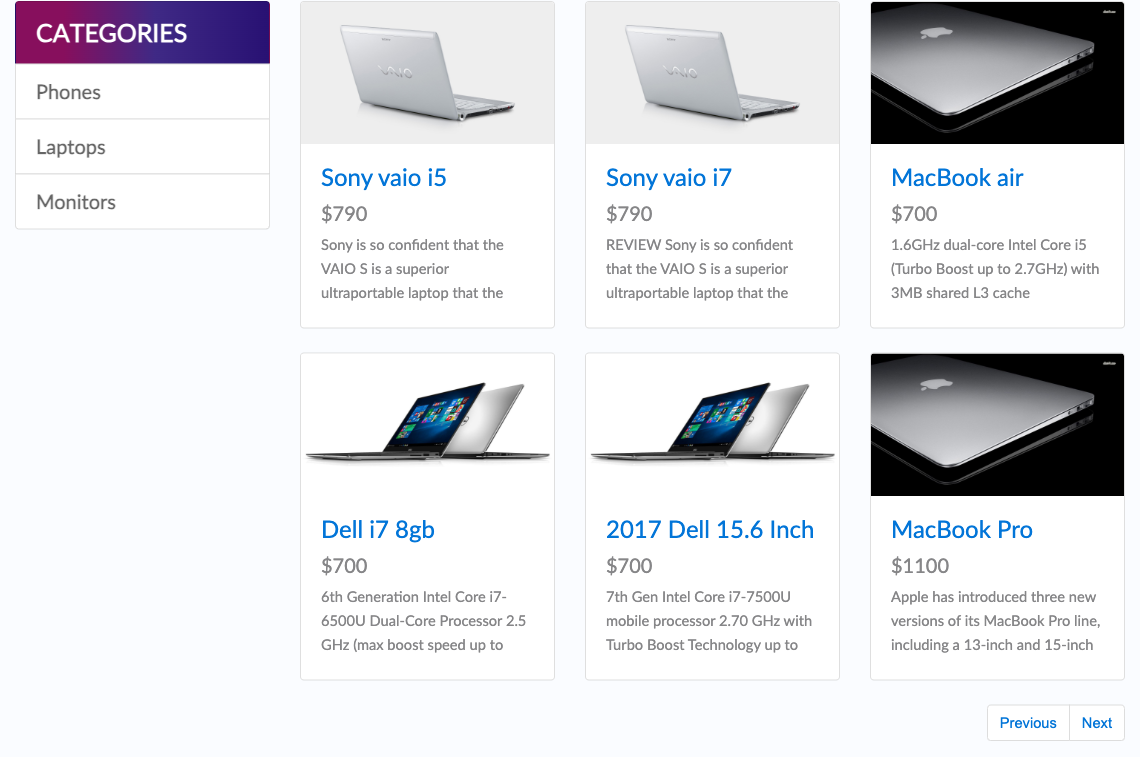 CATEGORIES
Phones
Laptops
Monitors
VAIO
Sony vaio i5
$790
Sony is so confident that the
VAIO S is a superior
ultraportable laptop that the
VAIO
Sony vaio i7
$790
REVIEW Sony is so confident
that the VAIO S is a superior
ultraportable laptop that the
MacBook air
$700
1.6GHz dual-core Intel Core i5
(Turbo Boost up to 2.7GHz) with
3MB shared L3 cache
Dell i7 8gb
$700
6th Generation Intel Core i7-
6500U Dual-Core Processor 2.5
GHz (max boost speed up to
2017 Dell 15.6 Inch
$700
7th Gen Intel Core i7-7500U
mobile processor 2.70 GHz with
Turbo Boost Technology up to
MacBook Pro
$1100
Apple has introduced three new
versions of its MacBook Pro line,
including a 13-inch and 15-inch
Previous
Next